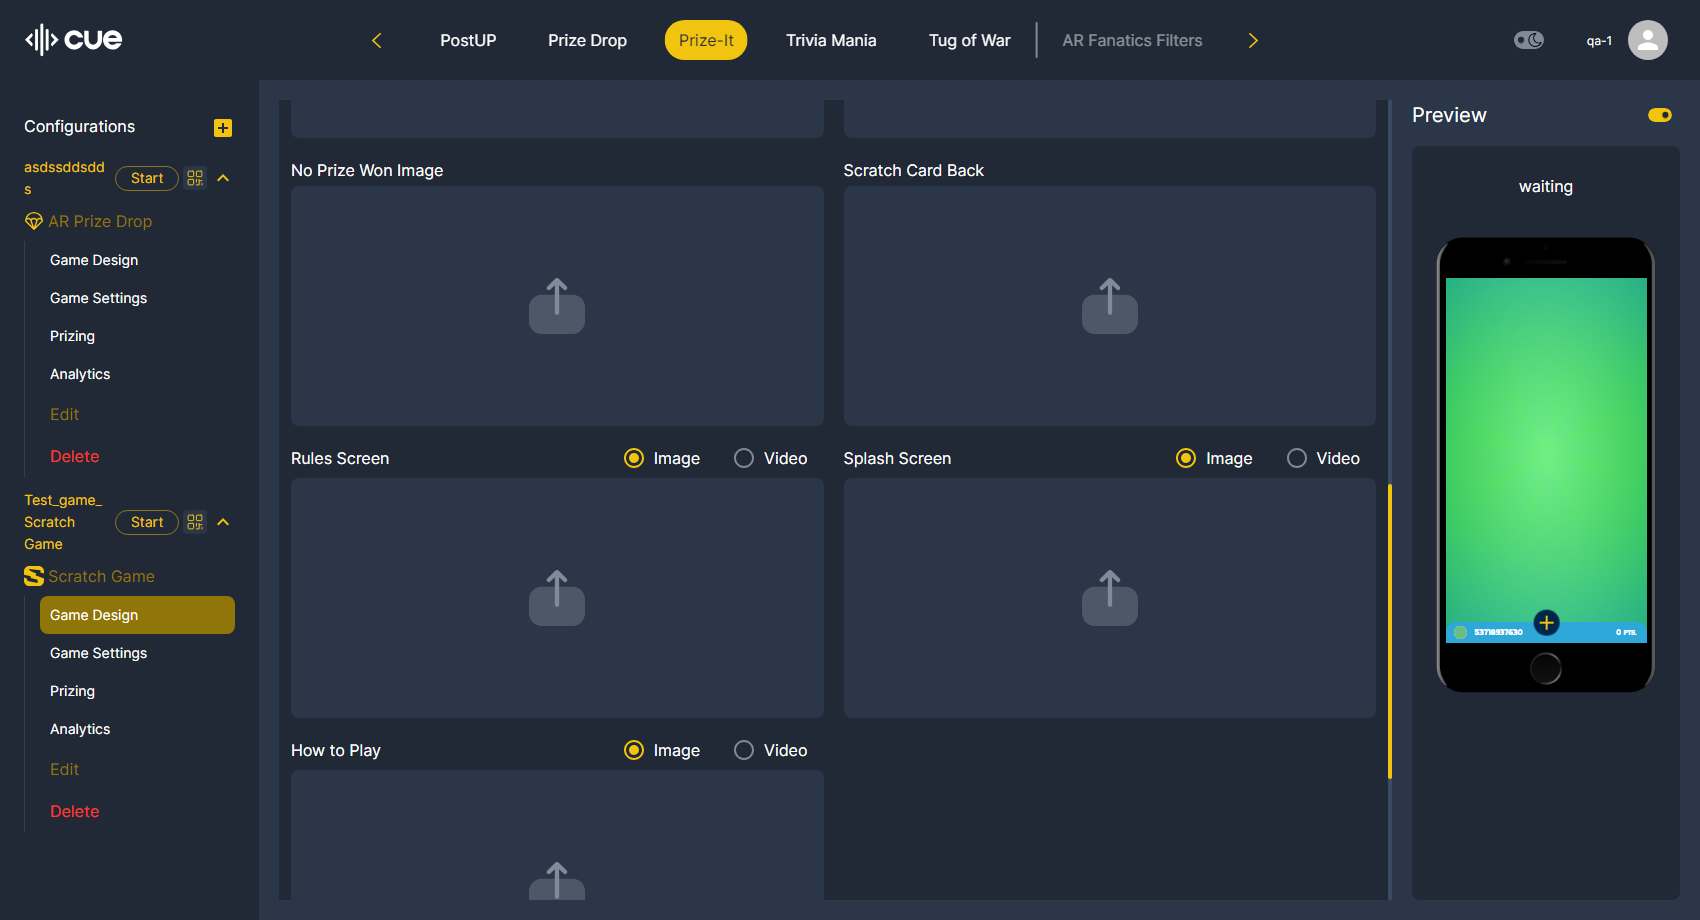 cue
PostUP
Prize Drop
Prize-It
Trivia Mania
Tug of War
AR Fanatics Filters
qa-1
Configurations
asdssddsdd
s
Start
AR Prize Drop
Game Design
Game Settings
Prizing
Analytics
Edit
Delete
Test_game_
Scratch
Game
Start
Scratch Game
Game Design
Game Settings
Prizing
Analytics
Edit
Delete
No Prize Won Image
Scratch Card Back
Rules Screen
Image
Video
Splash Screen
Image
Video
How to Play
Image
Video
Preview
waiting
53718937630
0 PTS.